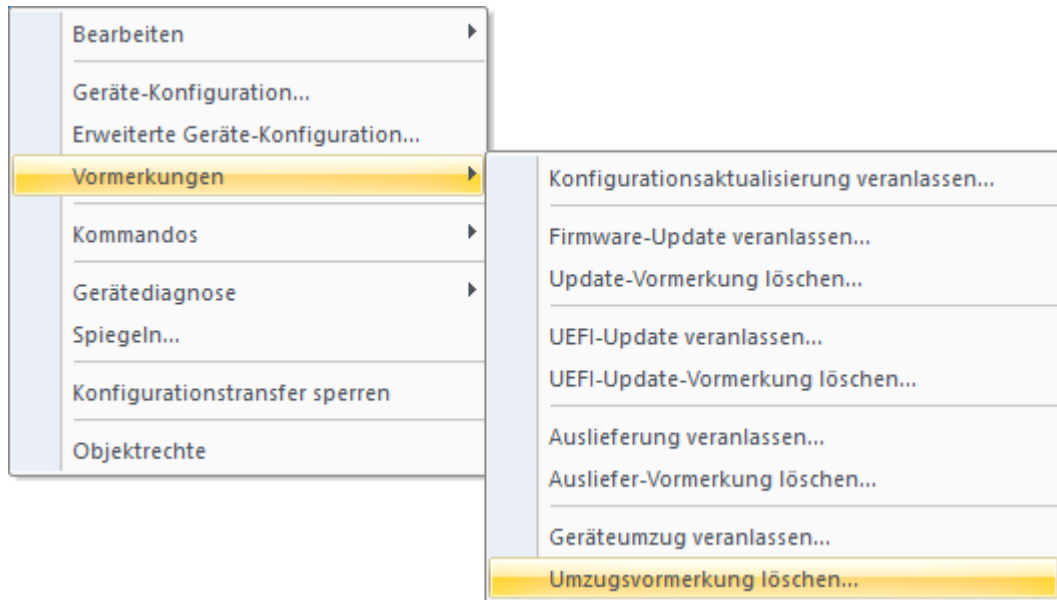 Bearbeiten
Geräte-Konfiguration...
Erweiterte Geräte-Konfiguration...
Vormerkungen
Kommandos
Gerätediagnose
Spiegeln...
Konfigurationstransfer sperren
Objektrechte
Konfigurationsaktualisierung veranlassen...
Firmware-Update veranlassen...
Update-Vormerkung löschen...
UEFI-Update veranlassen...
UEFI-Update-Vormerkung löschen...
Auslieferung veranlassen...
Ausliefer-Vormerkung löschen...
Geräteumzug veranlassen...
Umzugsvormerkung löschen...